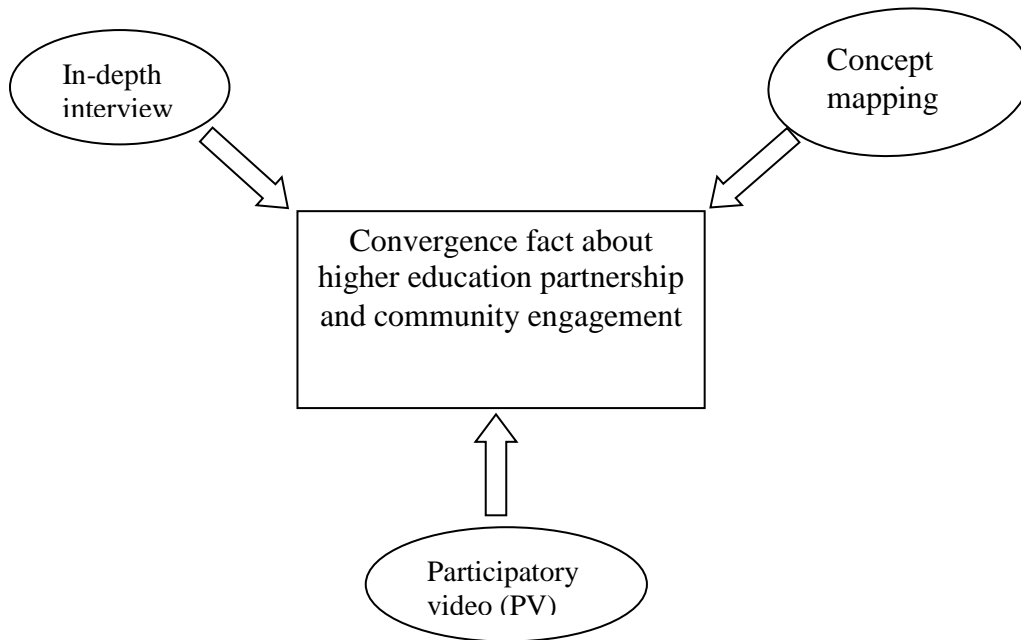 In-depth
interview
Concept
mapping
Convergence fact about
higher education partnership
and community engagement
Participatory
video (PV)